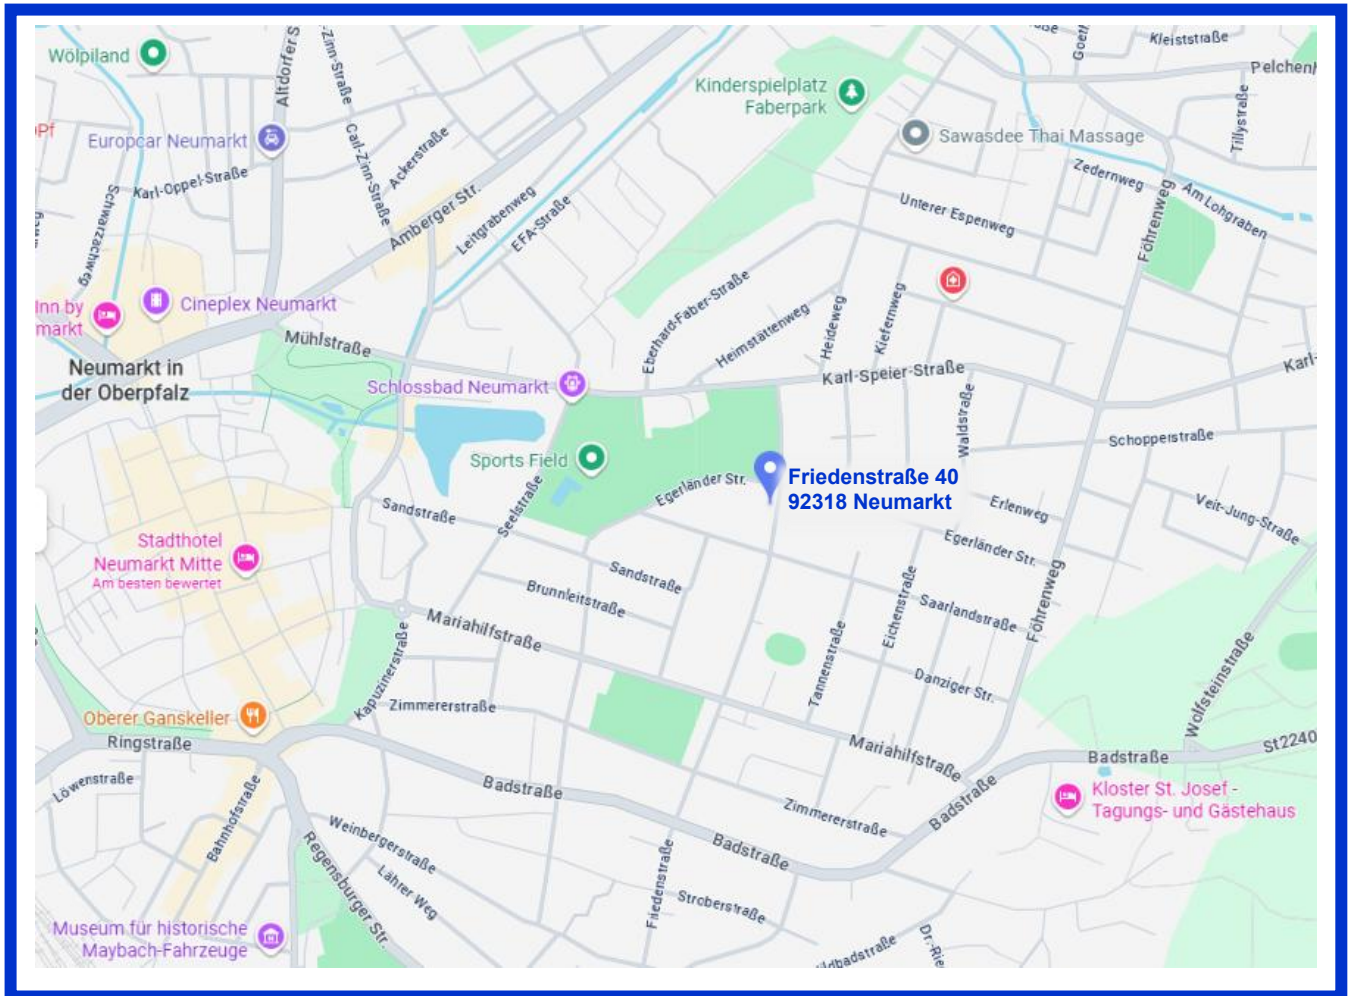 Wölpiland
Altdorfer S
-Zinn-Straße
Carl-Zinn-Straße
Ackerstraße
Kinderspielplatz
Faberpark
Kleiststraße
Goeth
Pelchenh
Tillystraße
Sawasdee Thai Massage
Europcar Neumarkt
Karl-Oppel-Straße
Schwarzachweg
Amberger Str.
Leitgrabenweg
EFA-Straße
Zedernweg
Am Lohgraben
Föhrenweg
Unterer Espenweg
Inn by
markt
Cineplex Neumarkt
Mühlstraße
Neumarkt in
der Oberpfalz
Eberhard-Faber-Straße
Heimstättenweg
Heideweg
Kiefernweg
Karl-Speier-Straße
Karl-
Schlossbad Neumarkt
Waldstraße
Schopperstraße
Sports Field
Egerländer Str.
Friedenstraße 40
92318 Neumarkt
Sandstraße
Seelstraße
Erlenweg
Veit-Jung-Straße
Egerländer Str.
Stadthotel
Neumarkt Mitte
Am besten bewertet
Sandstraße
Brunnleitstraße
Saarlandstraße
Eichenstraße
Föhrenweg
Mariahilfstraße
Tannenstraße
Danziger Str.
Wolfsteinstraße
Kapuzinerstraße
Zimmererstraße
Oberer Ganskeller
Ringstraße
Mariahilfstraße
Badstraße
St2240
Löwenstraße
Badstraße
Badstraße
Kloster St. Josef -
Tagungs- und Gästehaus
Bahnhofstraße
Zimmererstraße
Weinbergerstraße
Badstraße
Regensburger Str.
Lährer Weg
Friedenstraße
Stroberstraße
Museum für historische
Maybach-Fahrzeuge
ildbadstraße
Dr.-Rie